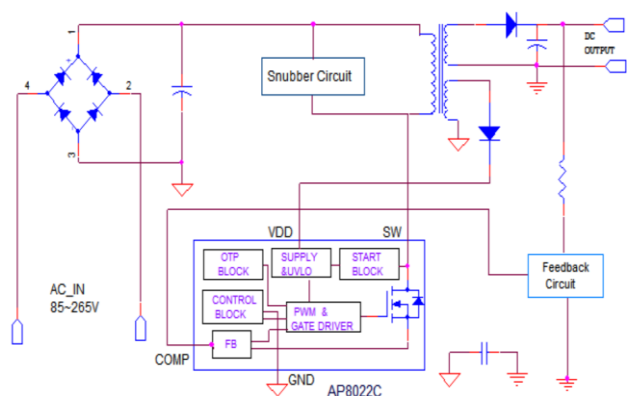 1
4
2
3
Snubber Circuit
DC
OUTPUT
VDD
SW
OTP
BLOCK
SUPPLY
&UVLO
START
BLOCK
AC_IN
85~265V
CONTROL
BLOCK
PWM &
GATE DRIVER
FB
COMP
GND
AP8022C
Feedback
Circuit